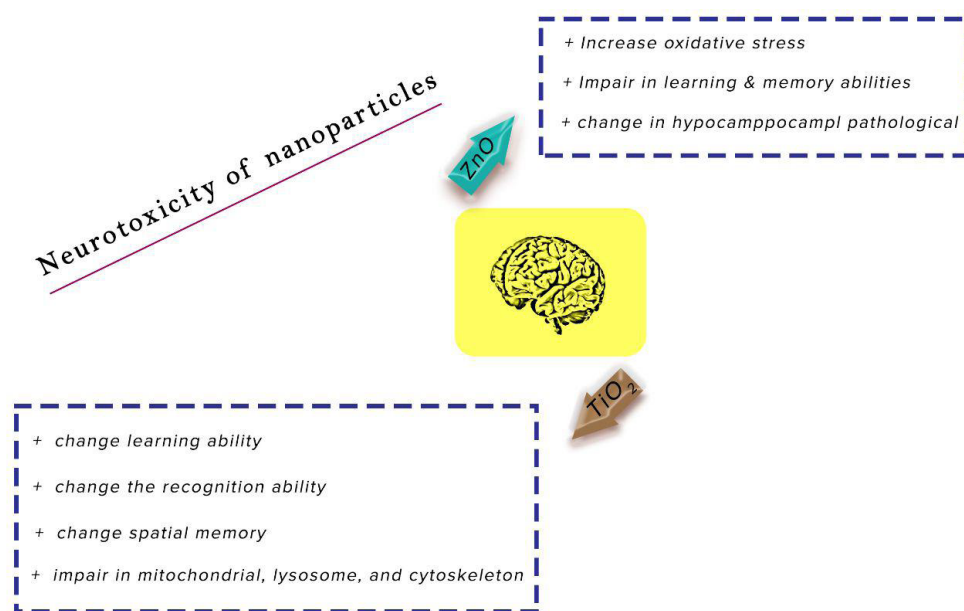 Neurotoxicity of nanoparticles
+ Increase oxidative stress
+ Impair in learning & memory abilities
+ change in hypocamppocampl pathological
ZnO
TiO2
+ change learning ability
+ change the recognition ability
+ change spatial memory
+ impair in mitochondrial, lysosome, and cytoskeleton